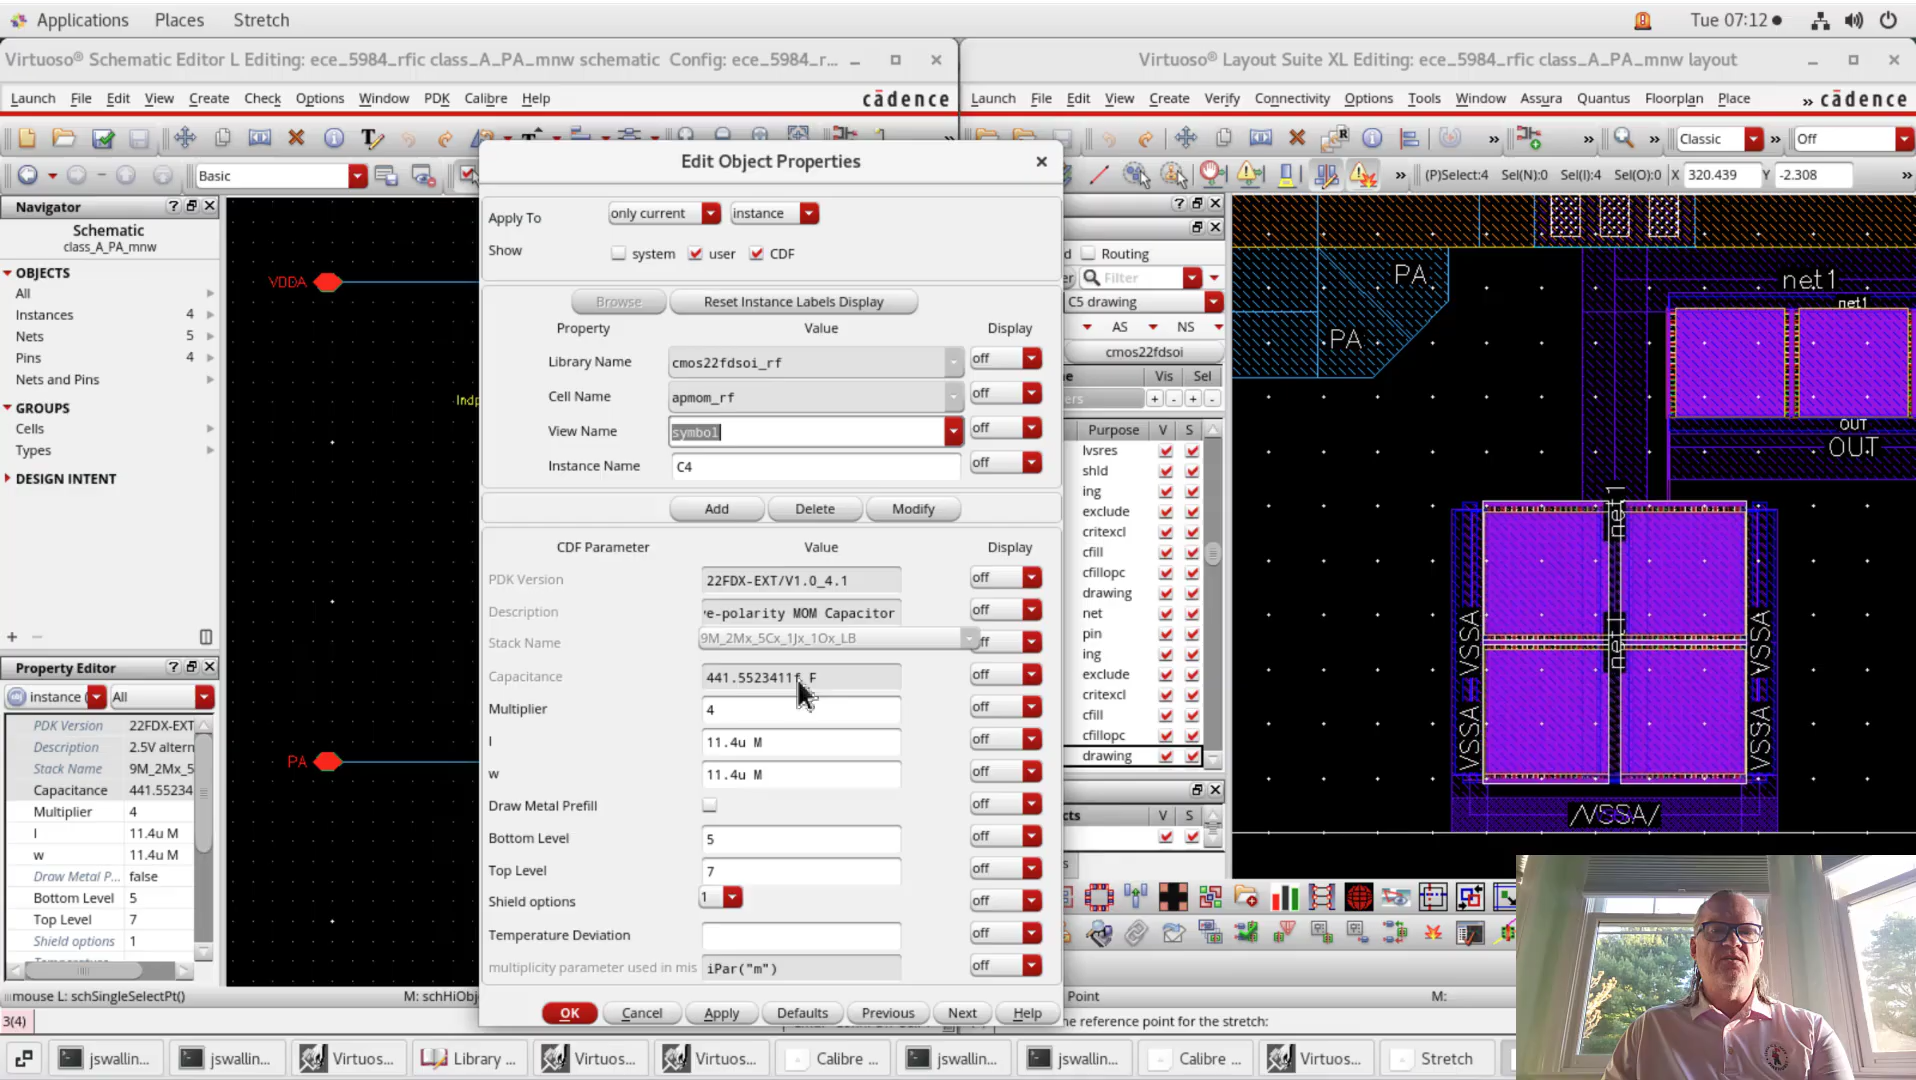 Applications Places Stretch
Tue 07:12
Virtuoso® Schematic Editor L Editing: ece_5984_rfic class_A_PA_mnw schematic Config: ece_5984_r...
Virtuoso® Layout Suite XL Editing: ece_5984_rfic class_A_PA_mnw layout
Launch File Edit View Create Check Options Window PDK Calibre Help
cādence
Launch File Edit View Create Verify Connectivity Options Tools Window Assura Quantus Floorplan Place
» cādence
Classic
Off
Basic
(P)Select:4 Sel(N):0 Sel(I):4 Sel(O):0 X 320.439 Y -2.308
Navigator
Schematic
class_A_PA_mnw
OBJECTS
All
Instances 4
Nets 5
Pins 4
Nets and Pins
GROUPS
Cells
Types
DESIGN INTENT
Property Editor
instance
All
PDK Version 22FDX-EXT
Description 2.5V altern
Stack Name 9M_2Mx_5
Capacitance 441.55234
Multiplier 4
l 11.4u M
w 11.4u M
Draw Metal P... false
Bottom Level 5
Top Level 7
Shield options 1
VDDA
Indp
PA
Edit Object Properties
Apply To only current instance
Show system user CDF
Browse Reset Instance Labels Display
Property Value Display
Library Name cmos22fdsoi_rf off
Cell Name apmom_rf off
View Name symbol off
Instance Name C4 off
Add Delete Modify
CDF Parameter Value Display
PDK Version 22FDX-EXT/V1.0_4.1 off
Description e-polarity MOM Capacitor off
Stack Name 9M_2Mx_5Cx_1Jx_1Ox_LB ff
Capacitance 441.5523411f F off
Multiplier 4 off
l 11.4u M off
w 11.4u M off
Draw Metal Prefill off
Bottom Level 5 off
Top Level 7 off
Shield options 1 off
Temperature Deviation off
multiplicity parameter used in mis iPar("m") off
OK Cancel Apply Defaults Previous Next Help
d Routing
Filter
C5 drawing
AS NS
cmos22fdsoi
Vis Sel
+ - + -
Purpose V S
lvsres
shld
ing
exclude
critexcl
cfill
cfillopc
drawing
net
pin
ing
exclude
critexcl
cfill
cfillopc
drawing
cts V S
PA
PA
net1
net1
OUT
OUT
net1
net1
VSSA
VSSA
VSSA
VSSA
/VSSA/
mouse L: schSingleSelectPt()
M: schHiObj
Point
M:
3(4)
he reference point for the stretch:
jswallin... jswallin... Virtuos... Library ... Virtuos... Virtuos... Calibre ... jswallin... jswallin... Calibre ... Virtuos... Stretch